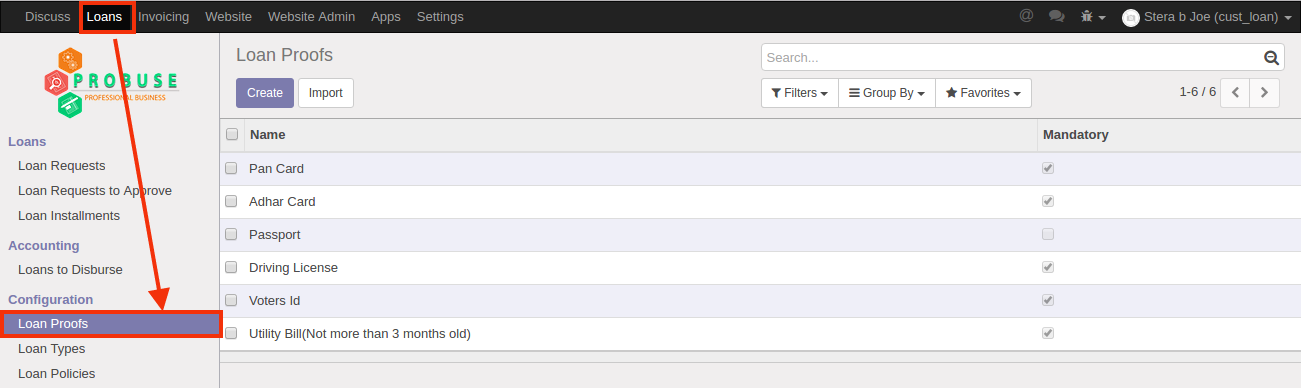 Discuss Loans Invoicing Website Website Admin Apps Settings @ Stera b Joe (cust_loan)
PROBUSE
PROFESSIONAL BUSINESS
Loans
Loan Requests
Loan Requests to Approve
Loan Installments
Accounting
Loans to Disburse
Configuration
Loan Proofs
Loan Types
Loan Policies
Loan Proofs
Search...
Create Import
Filters Group By Favorites 1-6 / 6
Name Mandatory
Pan Card
Adhar Card
Passport
Driving License
Voters Id
Utility Bill(Not more than 3 months old)